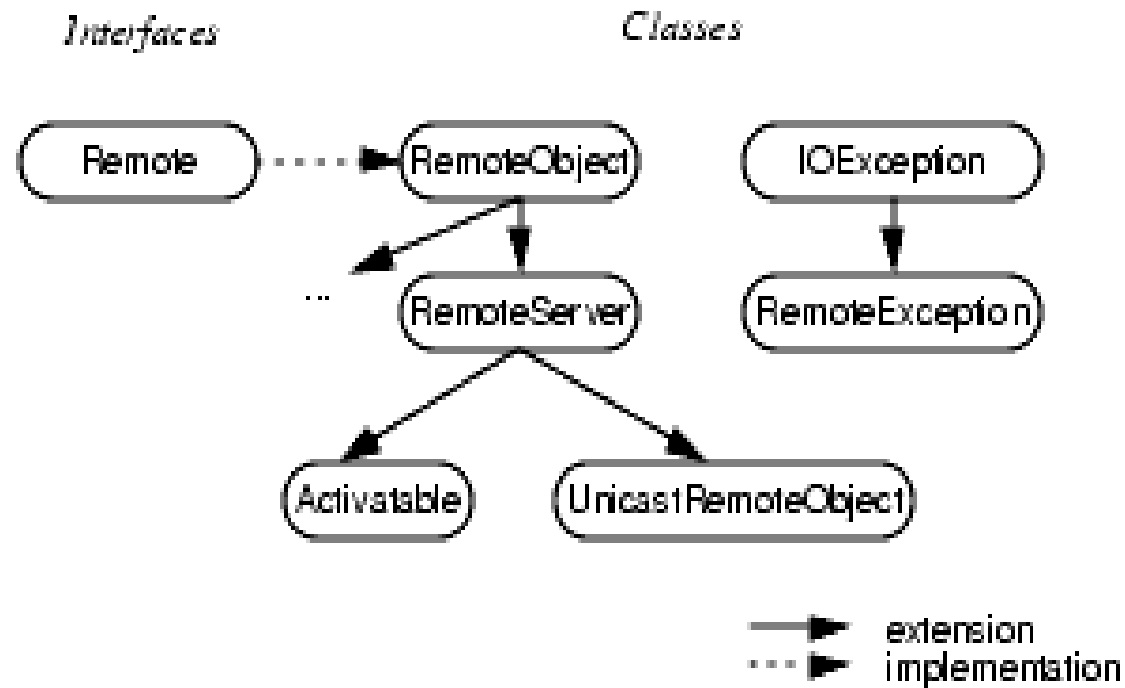 Interfaces
Classes
Remote
RemoteObject
IOException
...
RemoteServer
RemoteException
Activatable
UnicastRemoteObject
extension
implementation